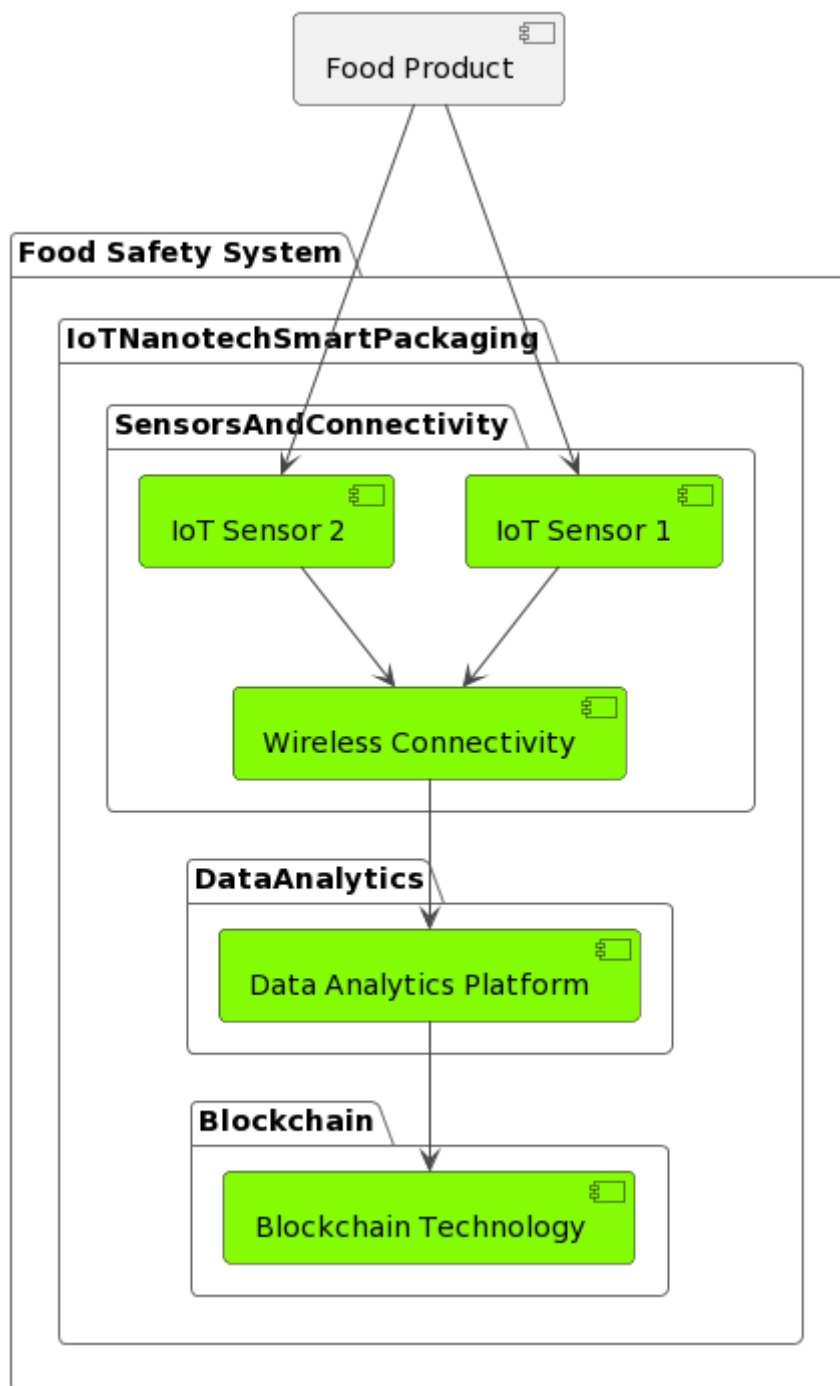 Food Product
Food Safety System
IoTNanotechSmartPackaging
SensorsAndConnectivity
IoT Sensor 2
IoT Sensor 1
Wireless Connectivity
DataAnalytics
Data Analytics Platform
Blockchain
Blockchain Technology